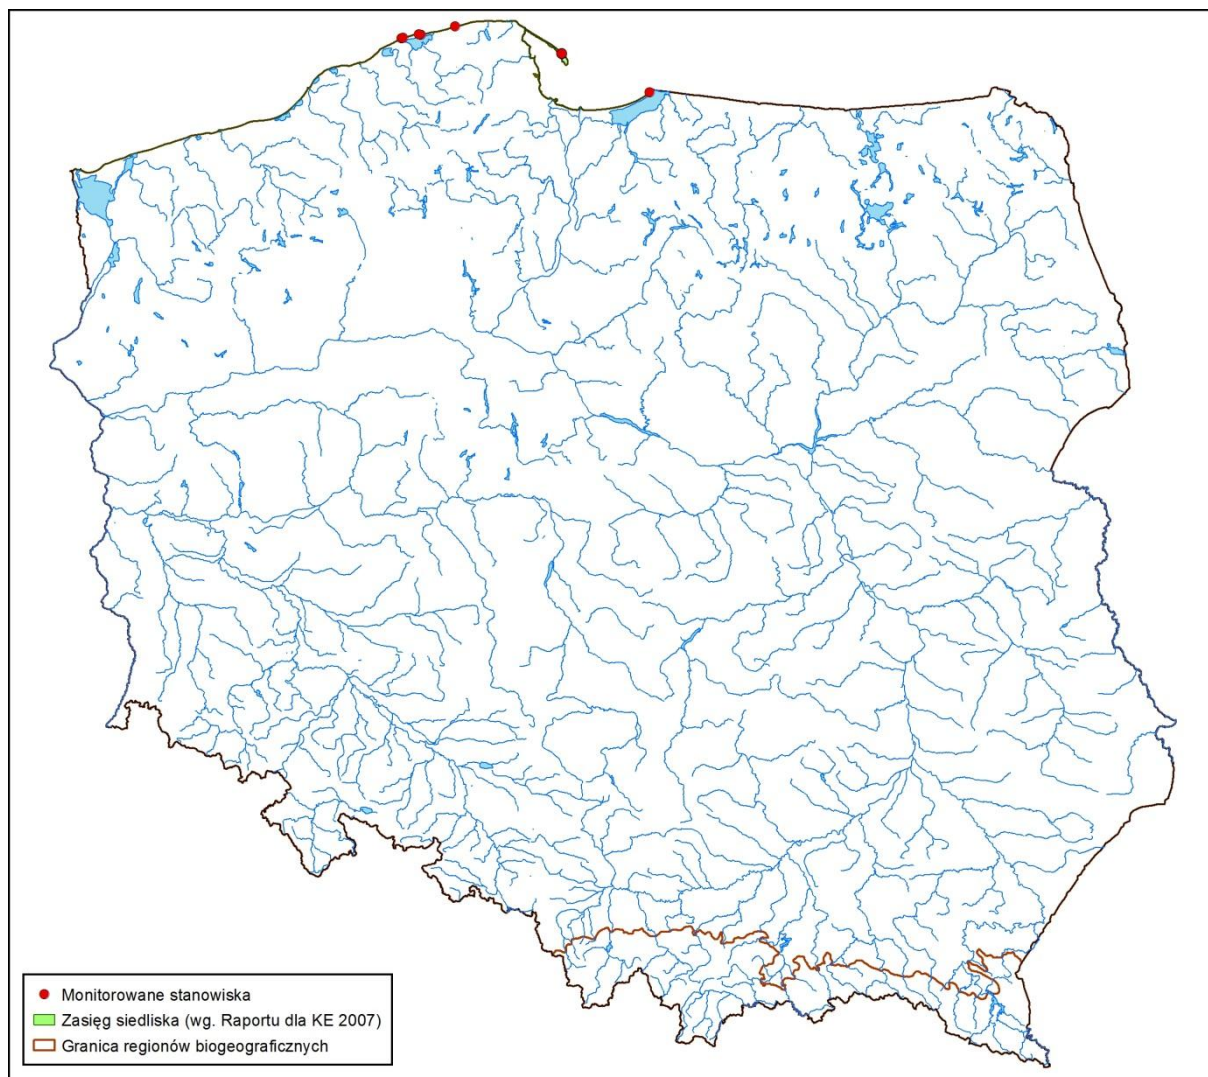 Monitorowane stanowiska
Zasięg siedliska (wg. Raportu dla KE 2007)
Granica regionów biogeograficznych